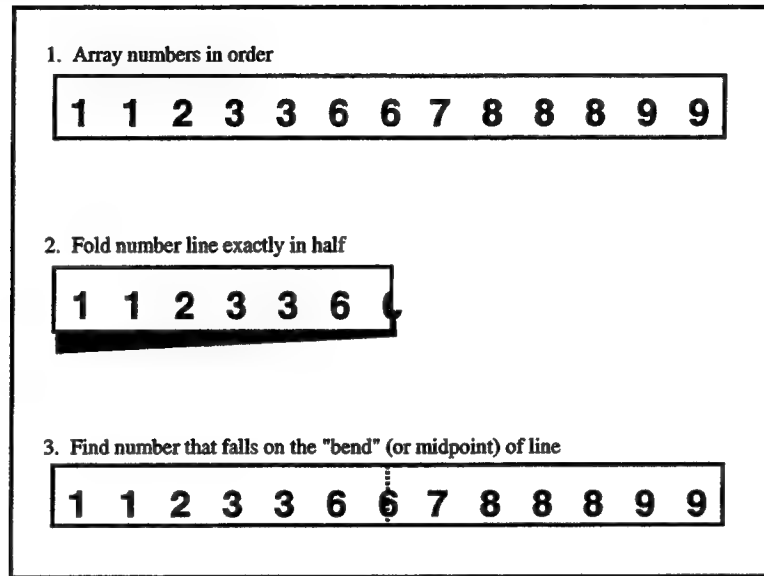 1. Array numbers in order
1 1 2 3 3 6 6 7 8 8 8 9 9
2. Fold number line exactly in half
1 1 2 3 3 6
3. Find number that falls on the "bend" (or midpoint) of line
1 1 2 3 3 6 6 7 8 8 8 9 9